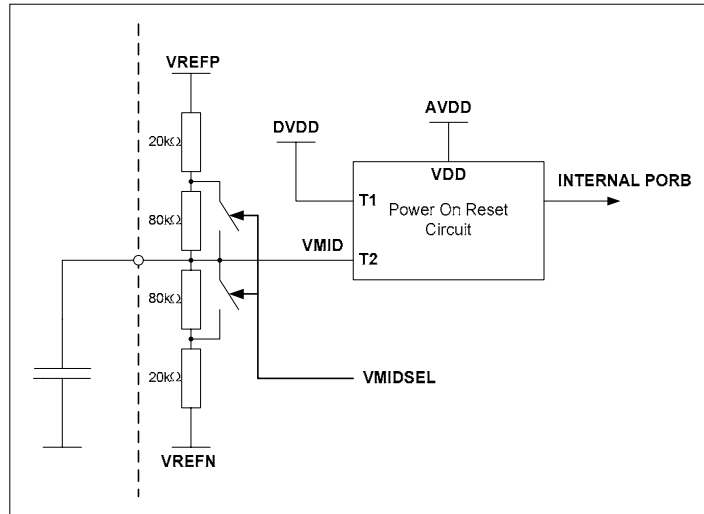 VREFP
20kΩ
DVDD
AVDD
VDD
INTERNAL PORB
T1
Power On Reset
Circuit
80kΩ
VMID
T2
80kΩ
20kΩ
VMIDSEL
VREFN